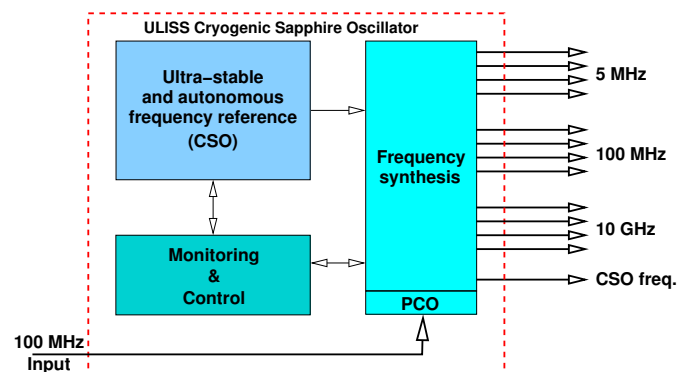 ULISS Cryogenic Sapphire Oscillator
Ultra−stable
and autonomous
frequency reference
(CSO)
Frequency
synthesis
5 MHz
100 MHz
10 GHz
CSO freq.
Monitoring
&
Control
PCO
100 MHz
Input